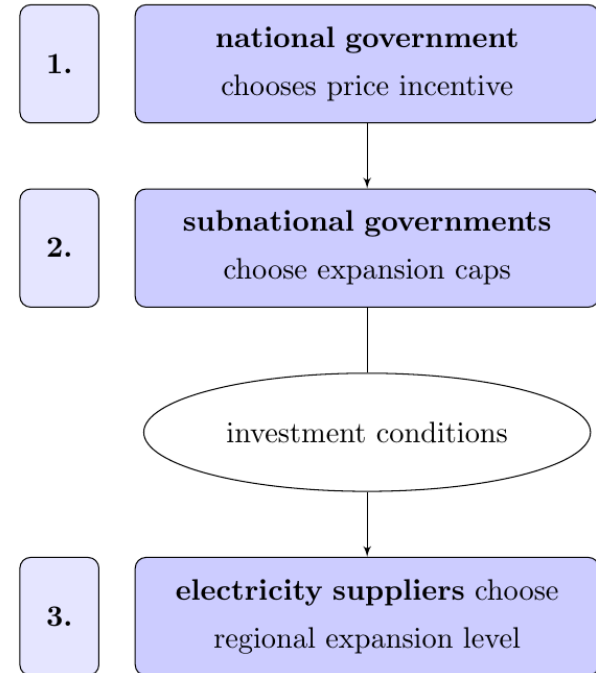 1.
national government
chooses price incentive
2.
subnational governments
choose expansion caps
investment conditions
3.
electricity suppliers choose
regional expansion level